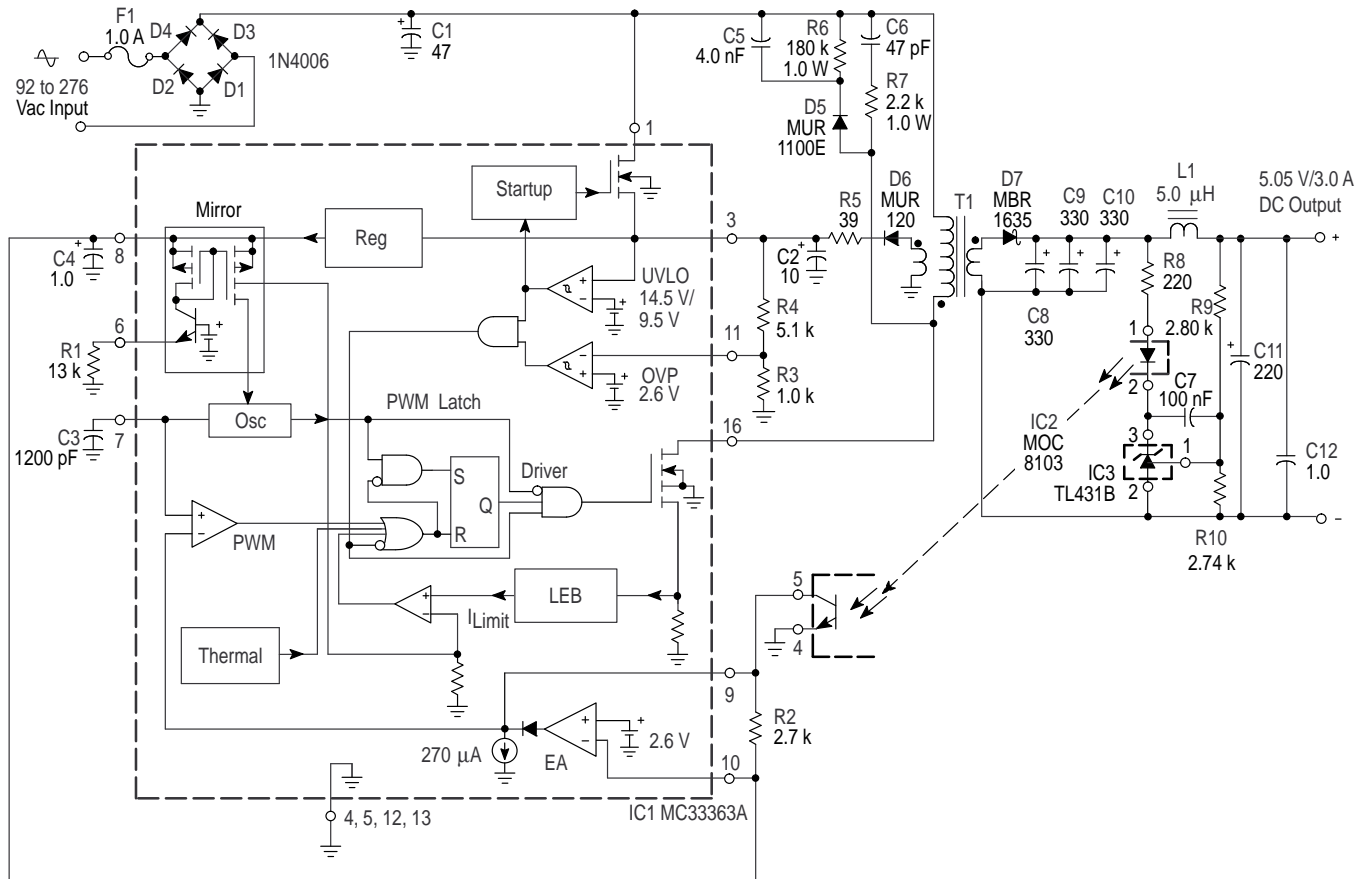 F1
1.0 A
D4
D3
D2
D1
1N4006
92 to 276
Vac Input
C1
47
C5
4.0 nF
R6
180 k
1.0 W
C6
47 pF
R7
2.2 k
1.0 W
D5
MUR
1100E
1
Startup
Mirror
Reg
8
C4
1.0
6
R1
13 k
C3
1200 pF
7
Osc
3
UVLO
14.5 V/
9.5 V
11
OVP
2.6 V
C2
10
R5
39
D6
MUR
120
T1
D7
MBR
1635
C9
330
C10
330
C8
330
L1
5.0 μH
5.05 V/3.0 A
DC Output
+
R4
5.1 k
R3
1.0 k
R8
220
R9
2.80 k
1
2
C7
100 nF
C11
220
C12
1.0
IC2
MOC
8103
3
1
IC3
TL431B
2
R10
2.74 k
–
PWM Latch
S
Q
R
Driver
16
PWM
LEB
ILimit
Thermal
5
4
9
R2
2.7 k
10
270 μA
EA
2.6 V
4, 5, 12, 13
IC1 MC33363A